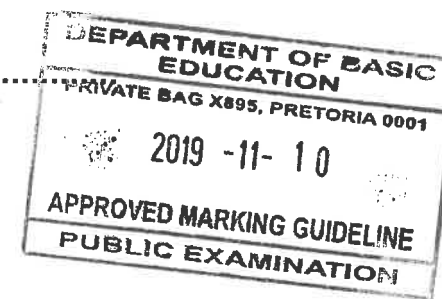 DEPARTMENT OF BASIC
EDUCATION
PRIVATE BAG X895, PRETORIA 0001
2019 -11- 10
APPROVED MARKING GUIDELINE
PUBLIC EXAMINATION